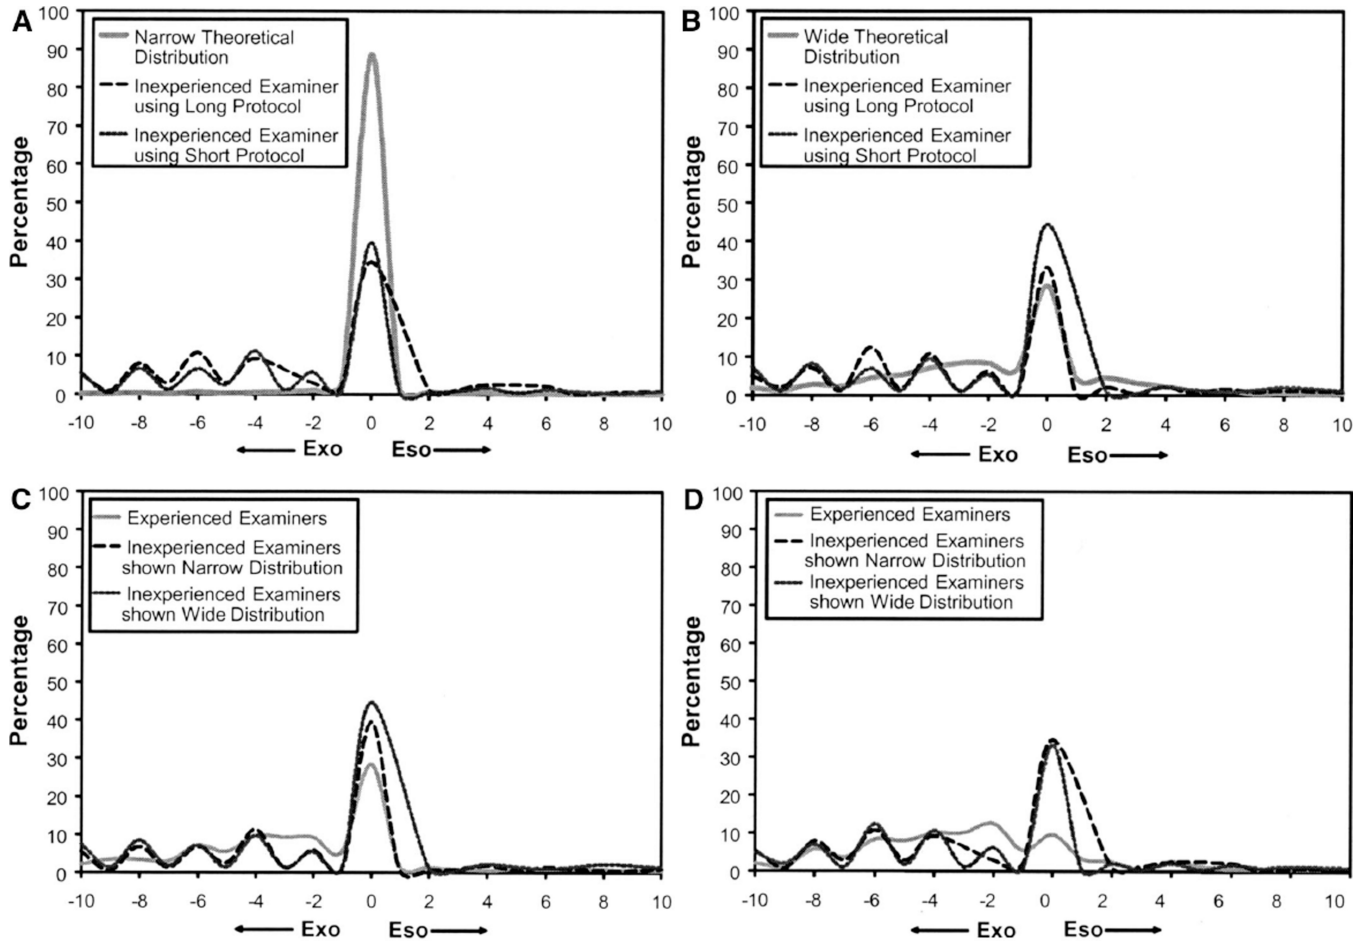 A
100
90
80
70
60
50
40
30
20
10
0
Percentage
Narrow Theoretical
Distribution
Inexperienced Examiner
using Long Protocol
Inexperienced Examiner
using Short Protocol
-10 -8 -6 -4 -2 0 2 4 6 8 10
Exo Eso
B
100
90
80
70
60
50
40
30
20
10
0
Percentage
Wide Theoretical
Distribution
Inexperienced Examiner
using Long Protocol
Inexperienced Examiner
using Short Protocol
-10 -8 -6 -4 -2 0 2 4 6 8 10
Exo Eso
C
100
90
80
70
60
50
40
30
20
10
0
Percentage
Experienced Examiners
Inexperienced Examiners
shown Narrow Distribution
Inexperienced Examiners
shown Wide Distribution
-10 -8 -6 -4 -2 0 2 4 6 8 10
Exo Eso
D
100
90
80
70
60
50
40
30
20
10
0
Percentage
Experienced Examiners
Inexperienced Examiners
shown Narrow Distribution
Inexperienced Examiners
shown Wide Distribution
-10 -8 -6 -4 -2 0 2 4 6 8 10
Exo Eso